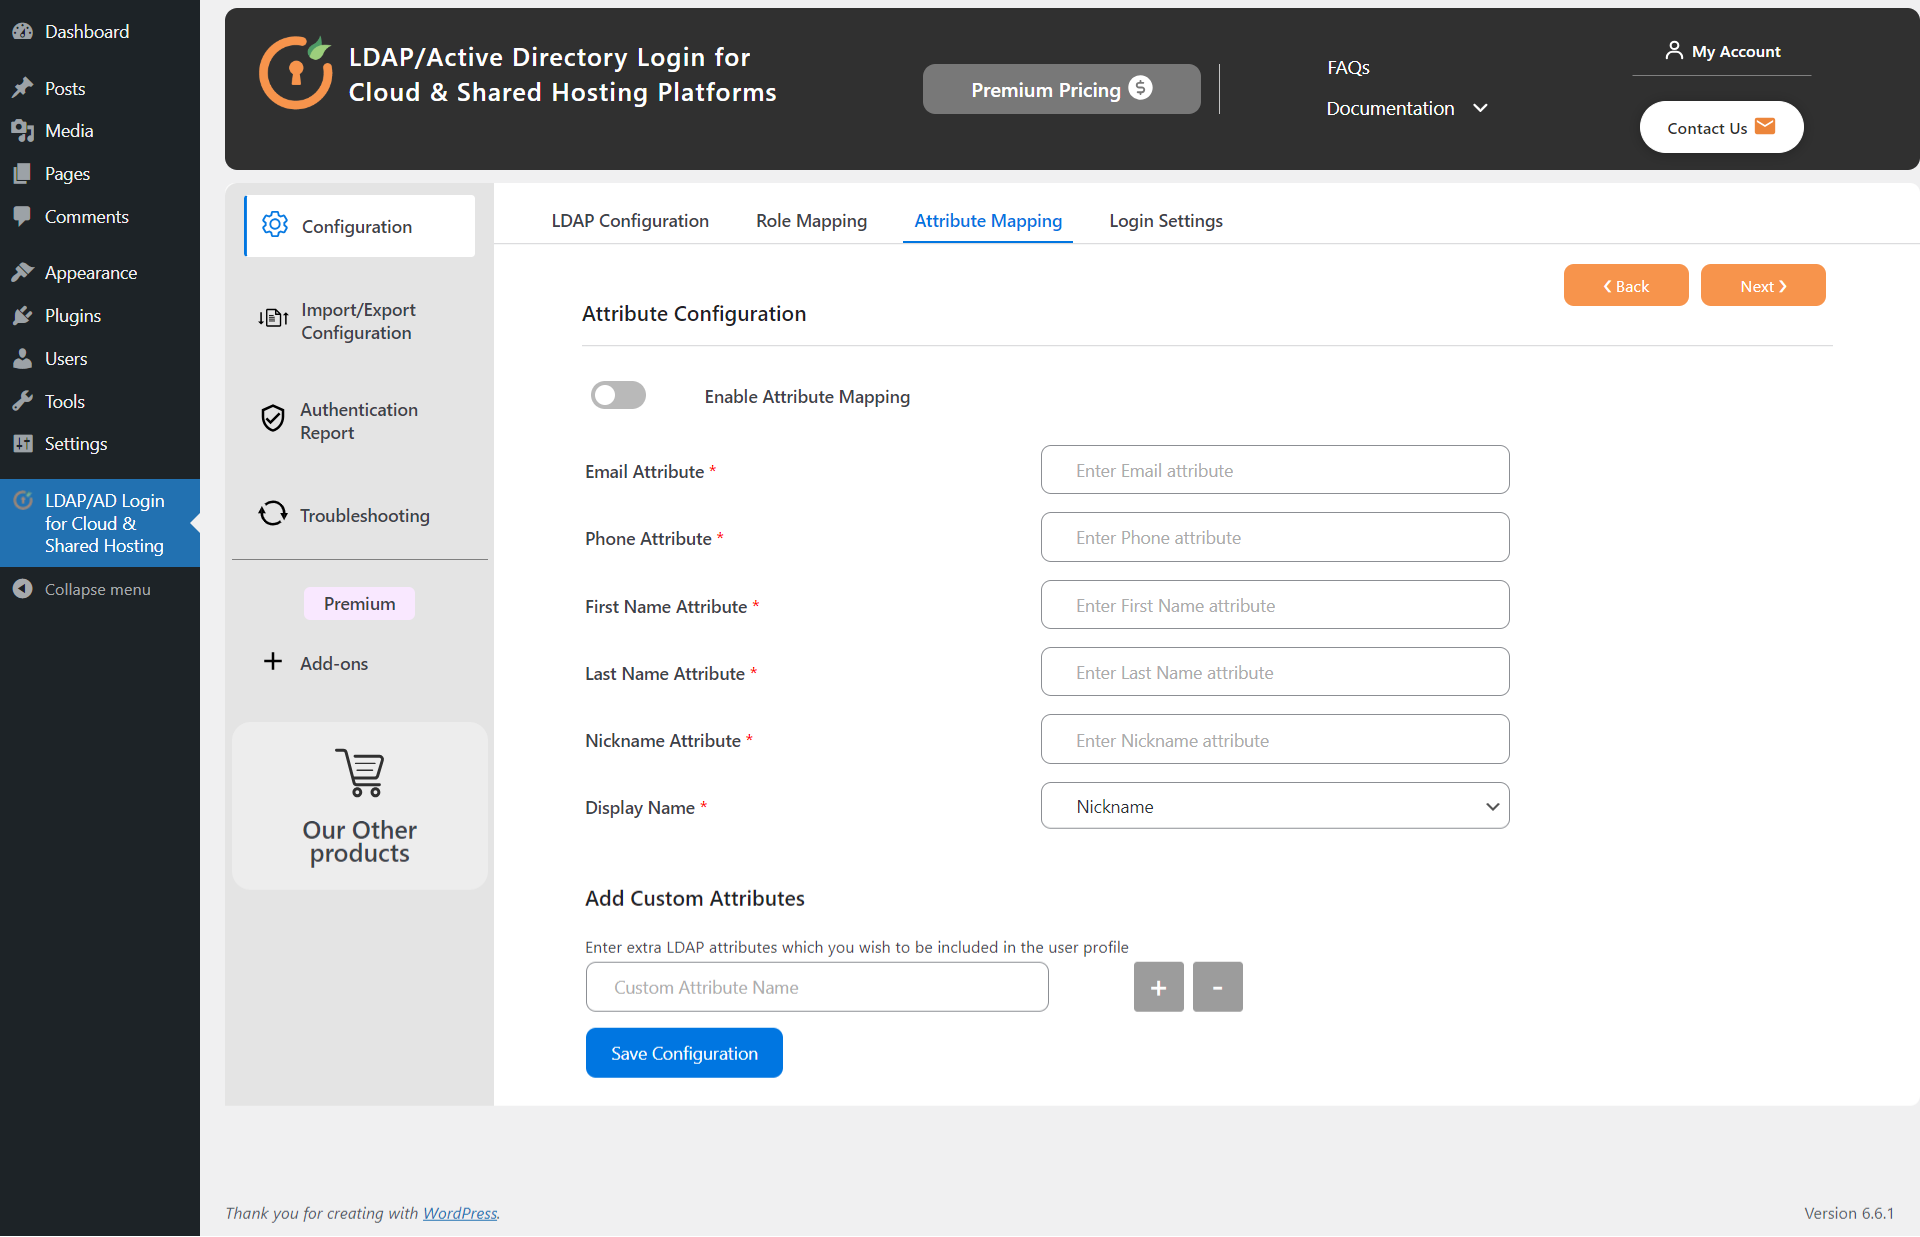 Dashboard
Posts
Media
Pages
Comments
Appearance
Plugins
Users
Tools
Settings
LDAP/AD Login
for Cloud &
Shared Hosting
Collapse menu
LDAP/Active Directory Login for
Cloud & Shared Hosting Platforms
Premium Pricing $
FAQs
Documentation
My Account
Contact Us
Configuration
Import/Export
Configuration
Authentication
Report
Troubleshooting
Premium
Add-ons
Our Other
products
LDAP Configuration Role Mapping Attribute Mapping Login Settings
‹ Back Next ›
Attribute Configuration
Enable Attribute Mapping
Email Attribute * Enter Email attribute
Phone Attribute * Enter Phone attribute
First Name Attribute * Enter First Name attribute
Last Name Attribute * Enter Last Name attribute
Nickname Attribute * Enter Nickname attribute
Display Name * Nickname
Add Custom Attributes
Enter extra LDAP attributes which you wish to be included in the user profile
Custom Attribute Name + -
Save Configuration
Thank you for creating with WordPress.
Version 6.6.1